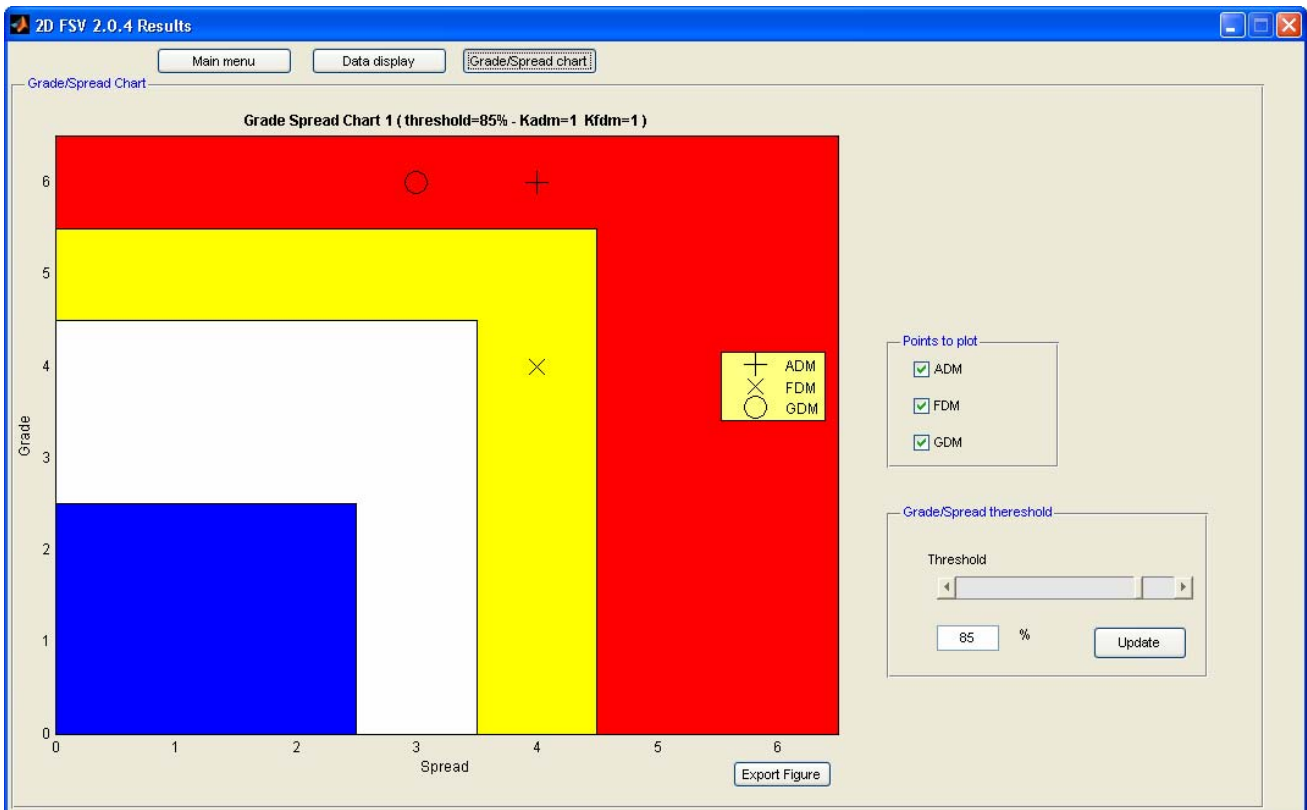 2D FSV 2.0.4 Results
Main menu
Data display
Grade/Spread chart
Grade/Spread Chart
Grade Spread Chart 1 ( threshold=85% - Kadm=1 Kfdm=1 )
6
5
4
3
2
1
0
Grade
0 1 2 3 4 5 6
Spread
ADM
FDM
GDM
Export Figure
Points to plot
ADM
FDM
GDM
Grade/Spread thereshold
Threshold
85 %
Update